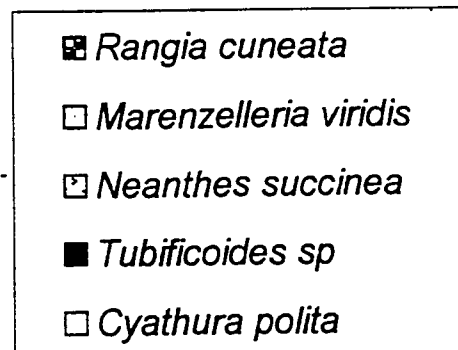 Rangia cuneata
Marenzelleria viridis
Neanthes succinea
Tubificoides sp
Cyathura polita